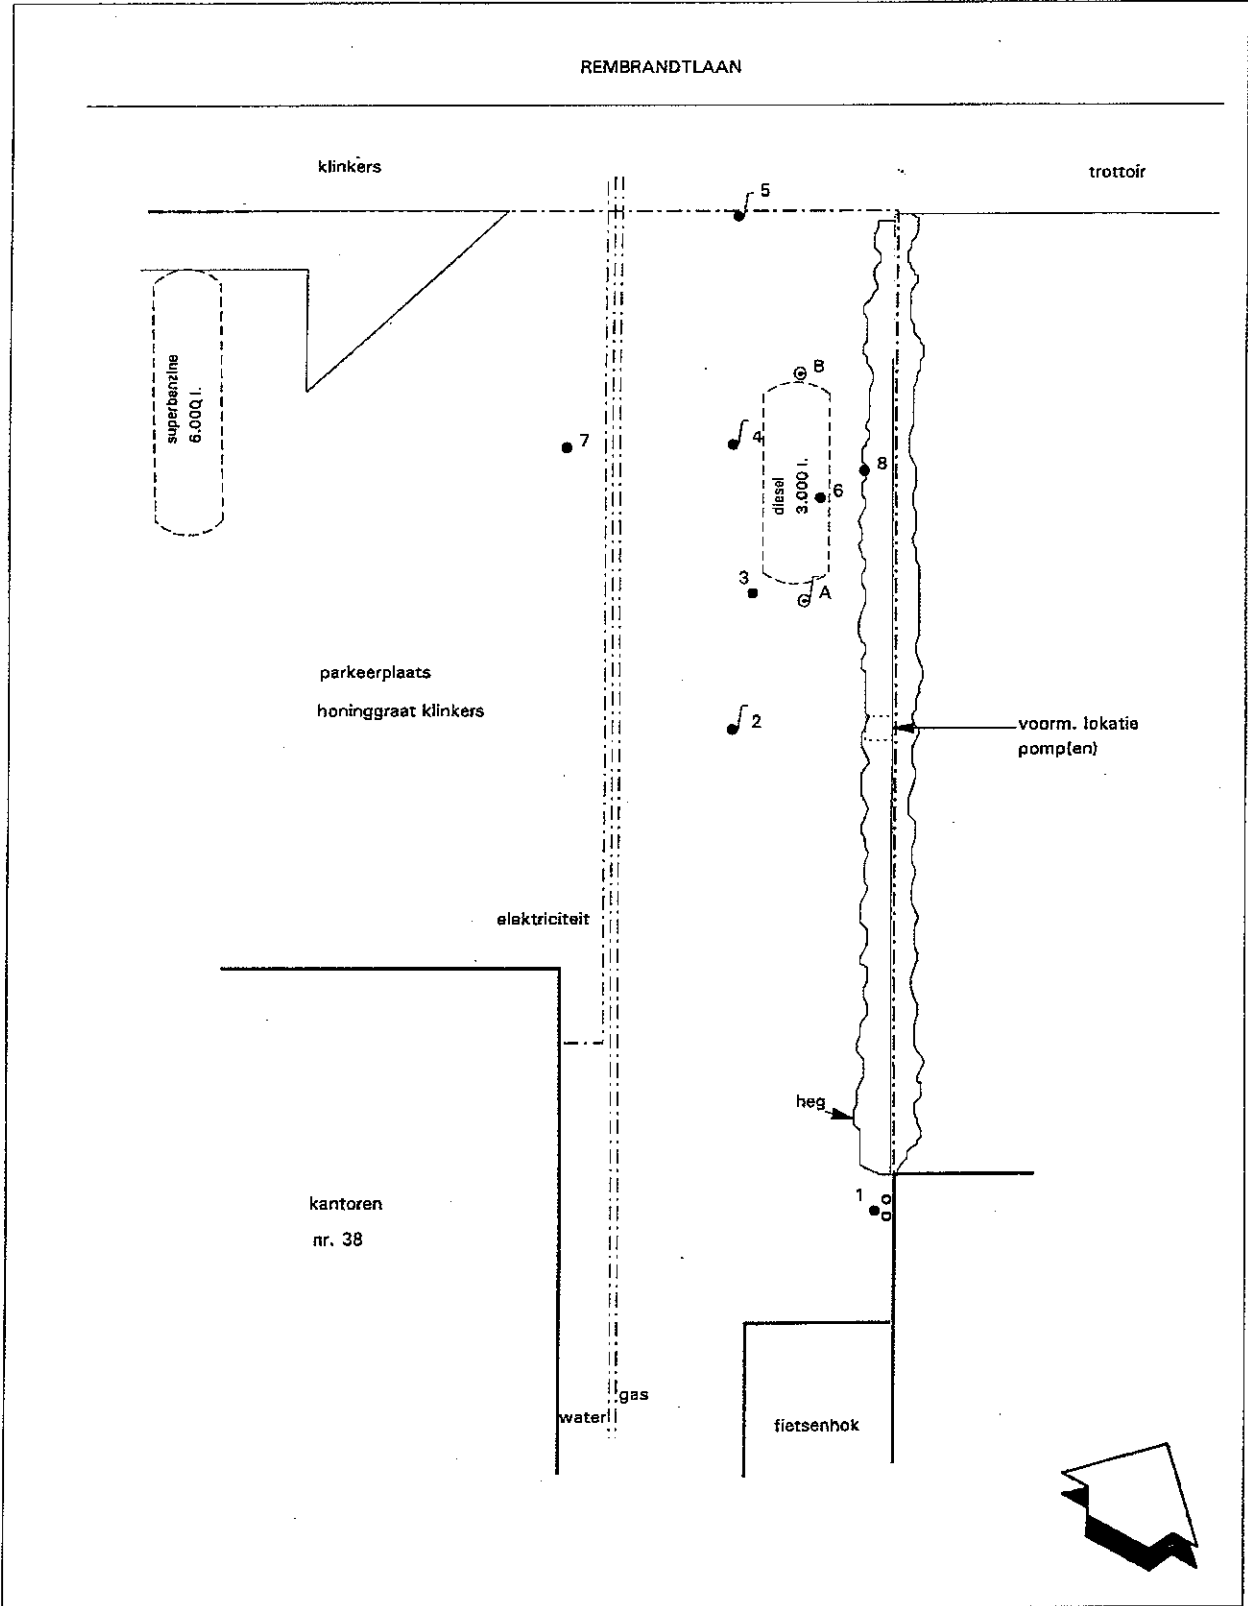 REMBRANDTLAAN
klinkers
trottoir
5
superbenzine
6.000 l.
B
7
4
8
diesel
3.000 l.
6
3
A
parkeerplaats
honinggraat klinkers
2
voorm. lokatie
pomp(en)
elektriciteit
heg
1
kantoren
nr. 38
gas
water
fietsenhok